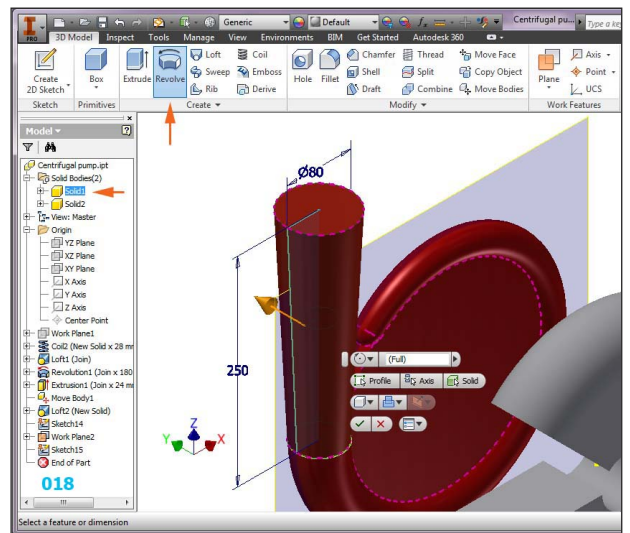 PRO
Generic
Default
Centrifugal pu...
Type a ke
3D Model Inspect Tools Manage View Environments BIM Get Started Autodesk 360
Create 2D Sketch
Box
Extrude Revolve
Loft Coil
Sweep Emboss
Rib Derive
Hole Fillet
Chamfer Thread Move Face
Shell Split Copy Object
Draft Combine Move Bodies
Plane
Axis
Point
UCS
Sketch Primitives Create Modify Work Features
Model
Centrifugal pump.ipt
Solid Bodies(2)
Solid1
Solid2
View: Master
Origin
YZ Plane
XZ Plane
XY Plane
X Axis
Y Axis
Z Axis
Center Point
Work Plane1
Coil2 (New Solid x 28 mm
Loft1 (Join)
Revolution1 (Join x 180
Extrusion1 (Join x 24 m
Move Body1
Loft2 (New Solid)
Sketch14
Work Plane2
Sketch15
End of Part
018
Ø80
250
Z
Y X
(Full)
Profile Axis Solid
Select a feature or dimension